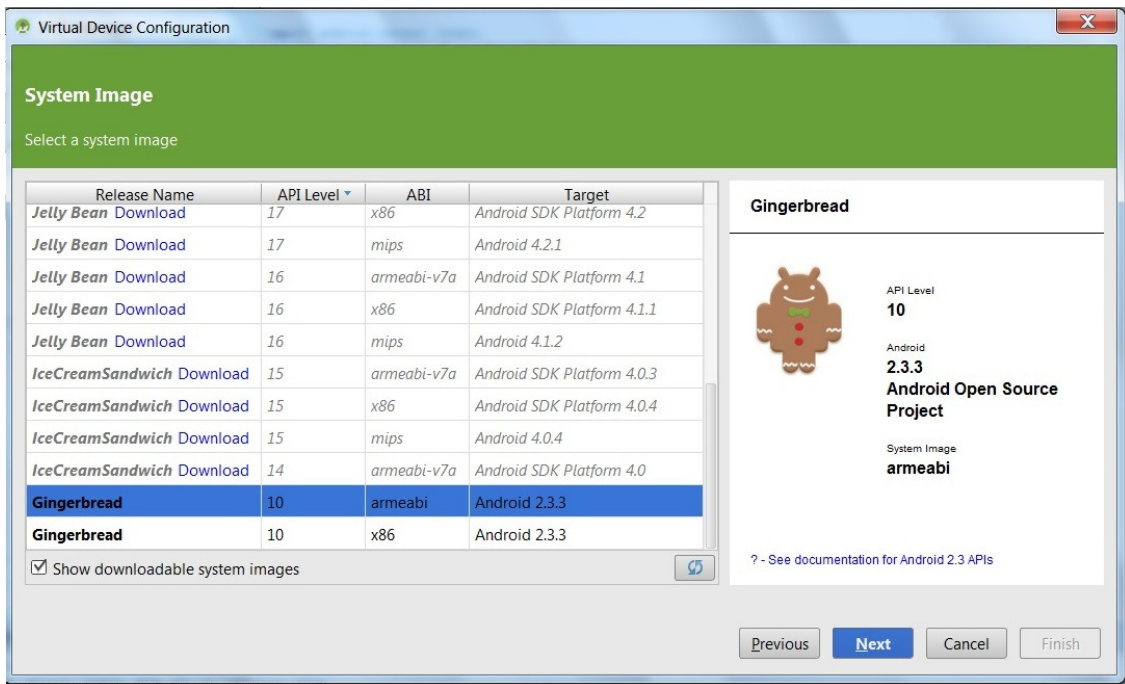 Virtual Device Configuration
X
System Image
Select a system image
Release Name API Level ABI Target
Jelly Bean Download 17 x86 Android SDK Platform 4.2
Jelly Bean Download 17 mips Android 4.2.1
Jelly Bean Download 16 armeabi-v7a Android SDK Platform 4.1
Jelly Bean Download 16 x86 Android SDK Platform 4.1.1
Jelly Bean Download 16 mips Android 4.1.2
IceCreamSandwich Download 15 armeabi-v7a Android SDK Platform 4.0.3
IceCreamSandwich Download 15 x86 Android SDK Platform 4.0.4
IceCreamSandwich Download 15 mips Android 4.0.4
IceCreamSandwich Download 14 armeabi-v7a Android SDK Platform 4.0
Gingerbread 10 armeabi Android 2.3.3
Gingerbread 10 x86 Android 2.3.3
Show downloadable system images
Gingerbread
API Level
10
Android
2.3.3
Android Open Source
Project
System Image
armeabi
? - See documentation for Android 2.3 APIs
Previous Next Cancel Finish